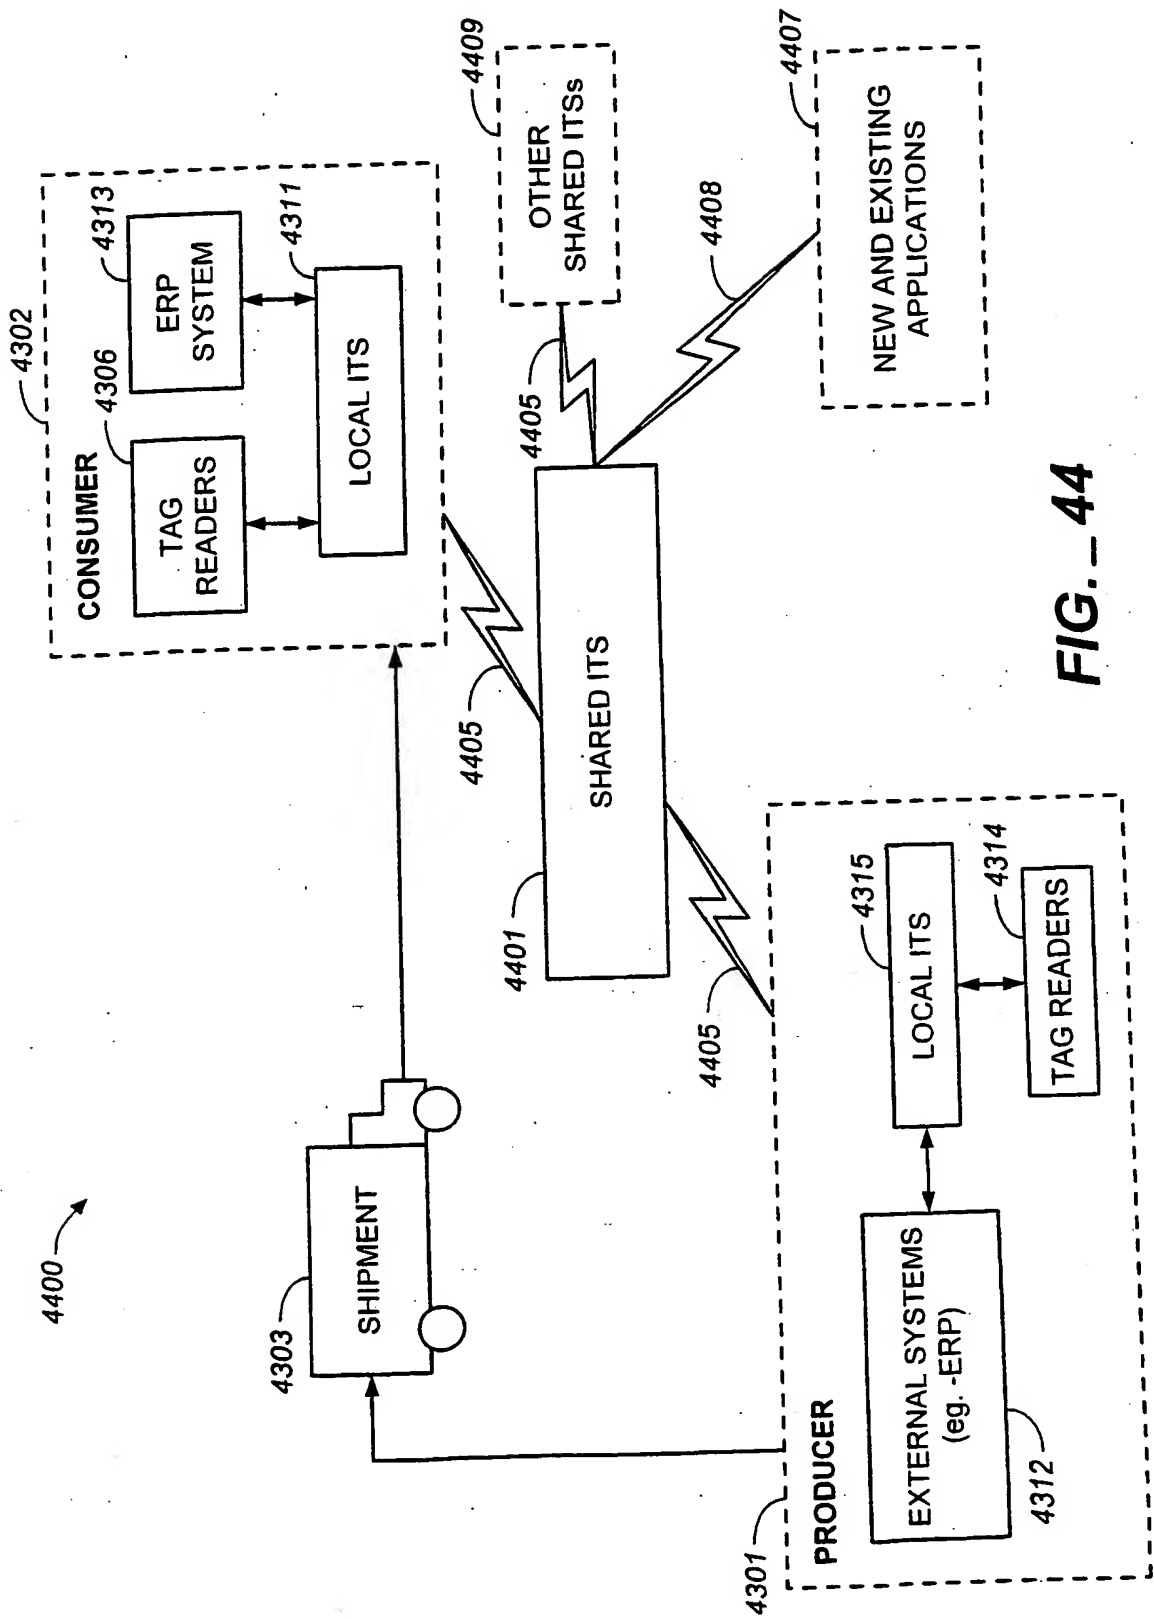 4400
4302
CONSUMER
4306
TAG
READERS
4313
ERP
SYSTEM
4311
LOCAL ITS
4303
SHIPMENT
4405
4409
OTHER
SHARED ITSs
4405
4401
SHARED ITS
4408
4405
4407
NEW AND EXISTING
APPLICATIONS
4301
PRODUCER
EXTERNAL SYSTEMS
(eg. -ERP)
4312
4315
LOCAL ITS
4314
TAG READERS
FIG._44